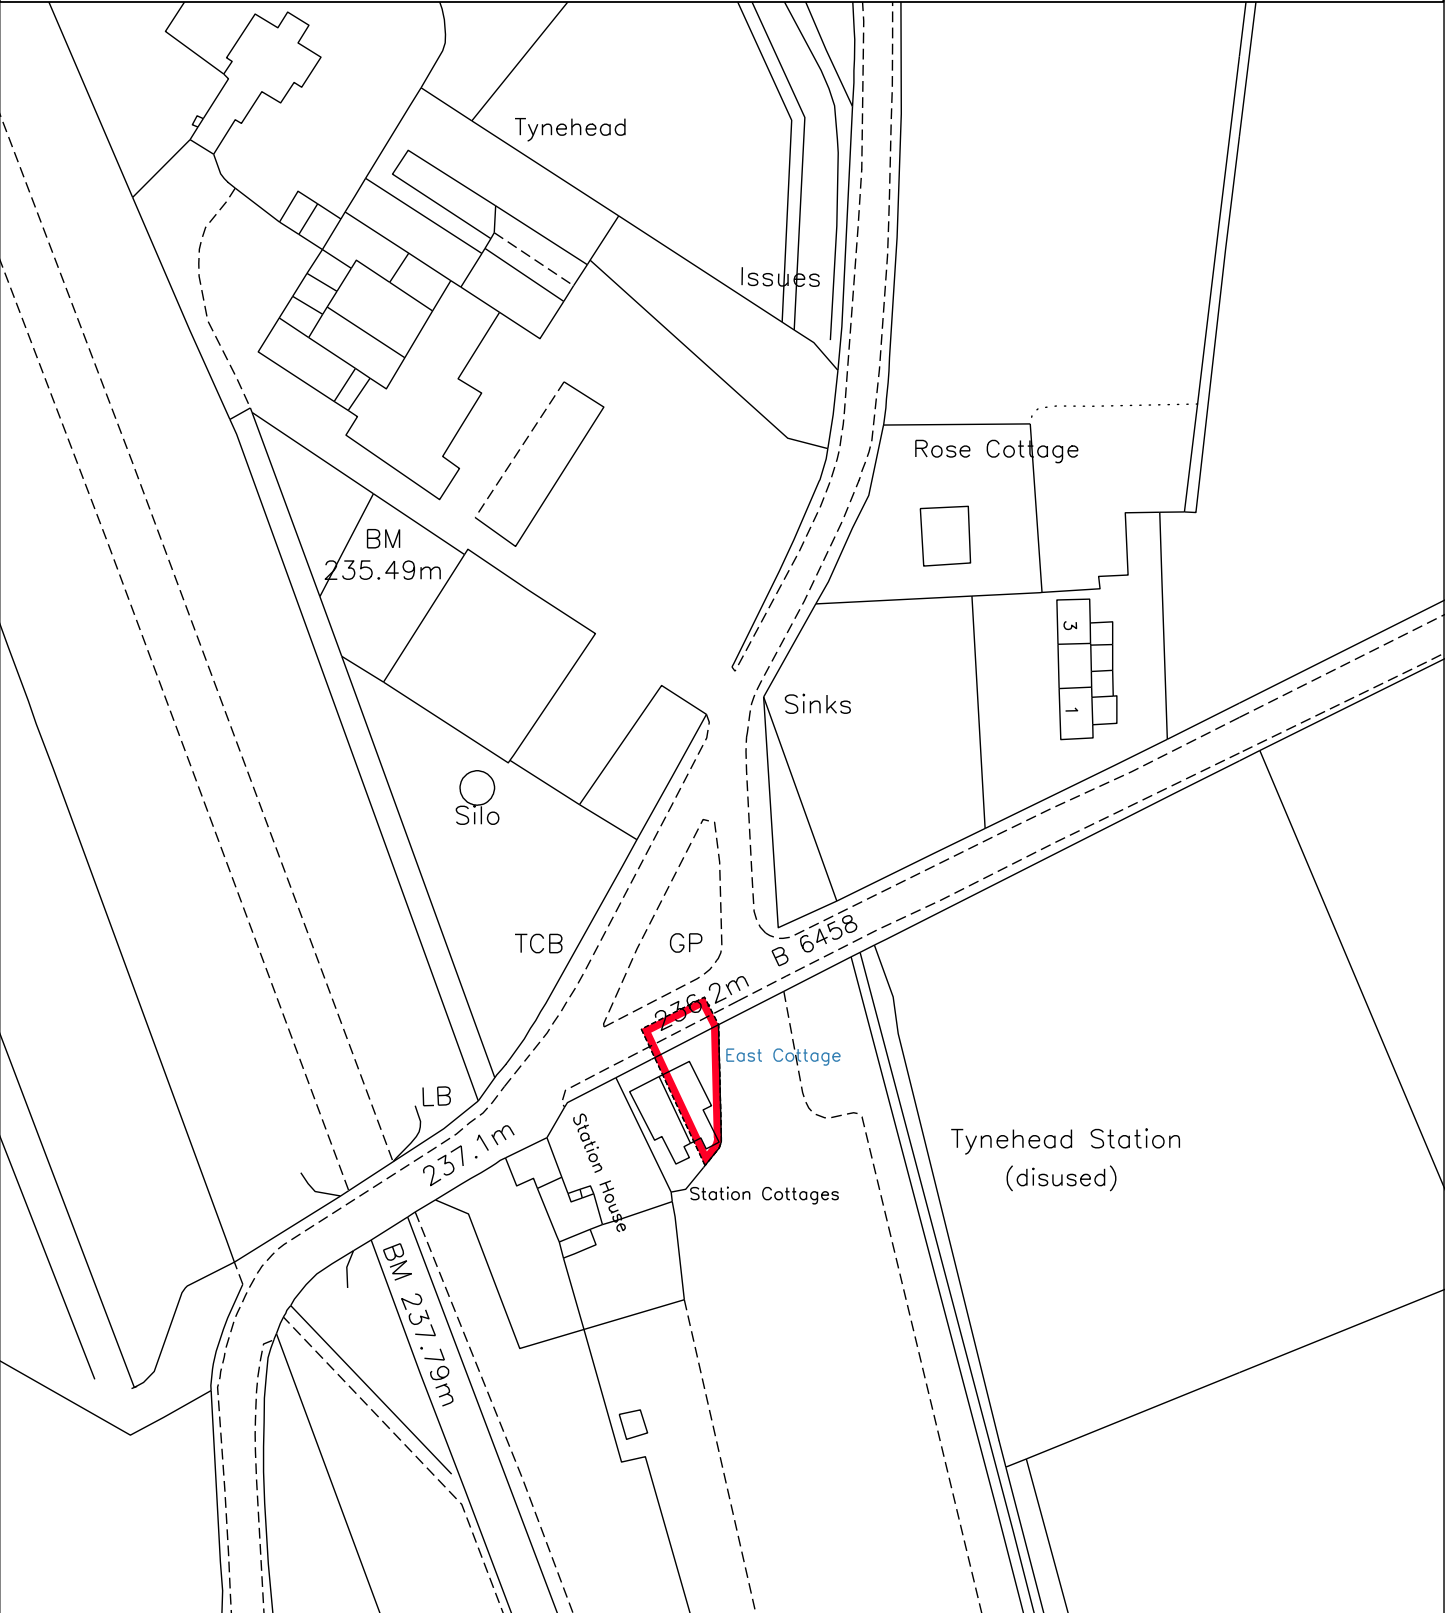 Tynehead
Issues
Rose Cottage
BM
235.49m
3
1
Sinks
Silo
TCB
GP
B 6458
236.2m
East Cottage
LB
237.1m
Station House
Tynehead Station
(disused)
Station Cottages
BM 237.79m